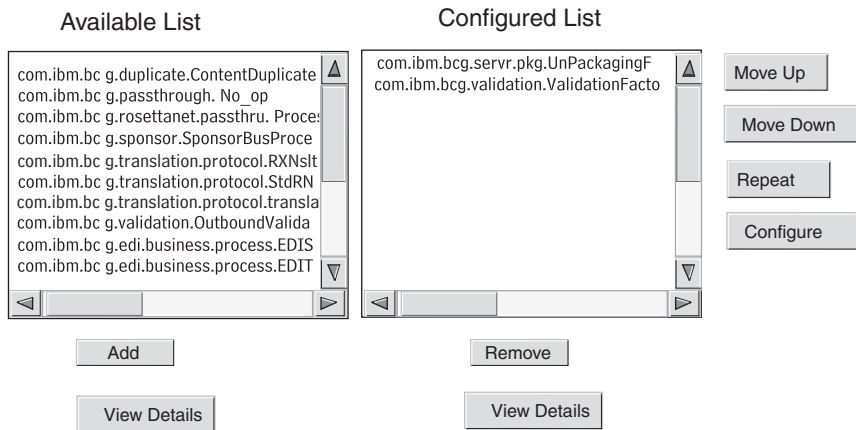 Available List
Configured List
com.ibm.bc g.duplicate.ContentDuplicate
com.ibm.bc g.passthrough. No_op
com.ibm.bc g.rosettanet.passthru. Proces
com.ibm.bc g.sponsor.SponsorBusProce
com.ibm.bc g.translation.protocol.RXNslt
com.ibm.bc g.translation.protocol.StdRN
com.ibm.bc g.translation.protocol.transla
com.ibm.bc g.validation.OutboundValida
com.ibm.bc g.edi.business.process.EDIS
com.ibm.bc g.edi.business.process.EDIT
com.ibm.bcg.servr.pkg.UnPackagingF
com.ibm.bcg.validation.ValidationFacto
Move Up
Move Down
Repeat
Configure
Add
Remove
View Details
View Details